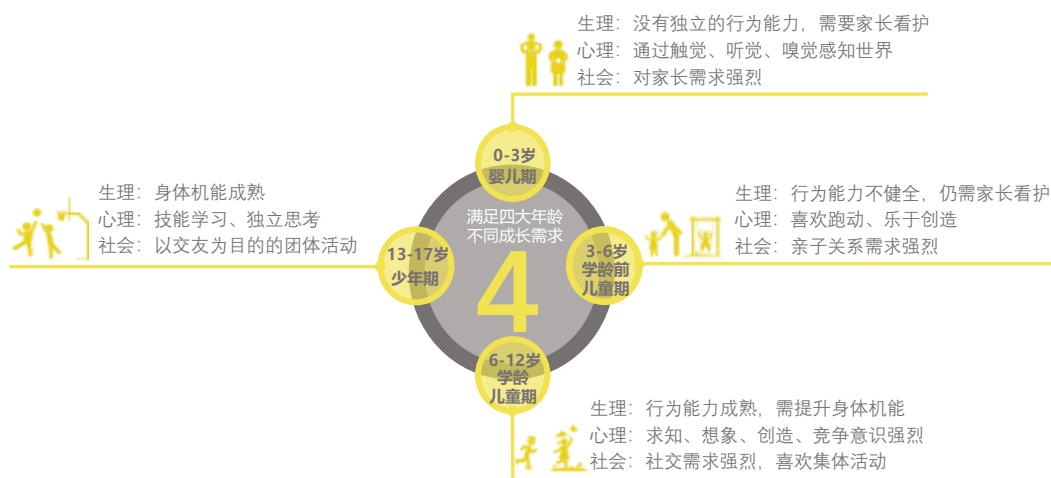 生理：没有独立的行为能力，需要家长看护
心理：通过触觉、听觉、嗅觉感知世界
社会：对家长需求强烈
0-3岁
婴儿期
生理：身体机能成熟
心理：技能学习、独立思考
社会：以交友为目的的团体活动
13-17岁
少年期
满足四大年龄
不同成长需求
4
生理：行为能力不健全，仍需家长看护
心理：喜欢跑动、乐于创造
社会：亲子关系需求强烈
3-6岁
学龄前
儿童期
6-12岁
学龄
儿童期
生理：行为能力成熟，需提升身体机能
心理：求知、想象、创造、竞争意识强烈
社会：社交需求强烈，喜欢集体活动